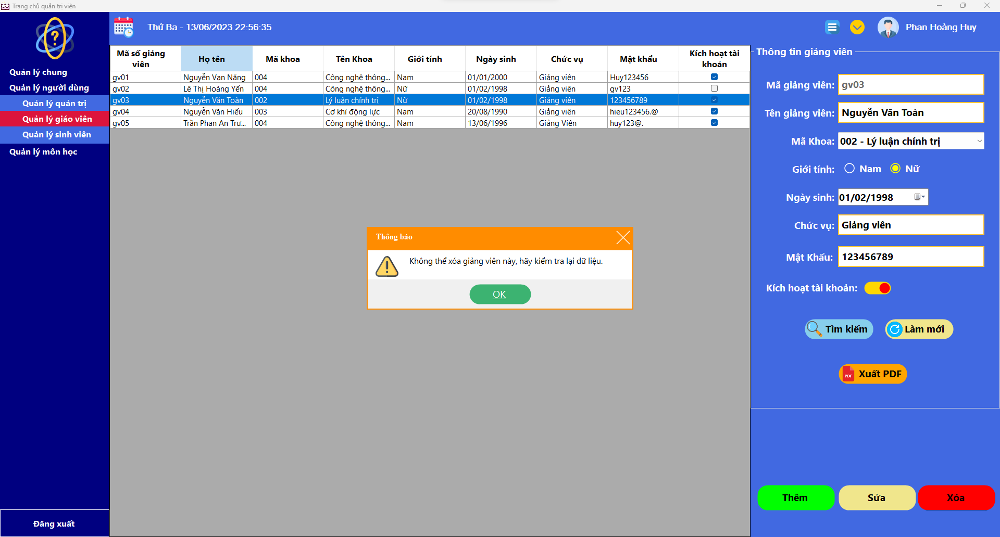 Trang chủ quản trị viên
?
Thứ Ba - 13/06/2023 22:56:35
Phan Hoảng Huy
Quản lý chung
Quản lý người dùng
Quản lý quản trị
Quản lý giáo viên
Quản lý sinh viên
Quản lý môn học
Đăng xuất
Mã số giảng viên Họ tên Mã khoa Tên Khoa Giới tính Ngày sinh Chức vụ Mật khẩu Kích hoạt tài khoản
gv01 Nguyễn Vạn Năng 004 Công nghệ thông... Nam 01/01/2000 Giảng viên Huy123456
gv02 Lê Thị Hoàng Yến 004 Công nghệ thông... Nữ 01/02/1998 Giảng viên gv123
gv03 Nguyễn Văn Toàn 002 Lý luận chính trị Nữ 01/02/1998 Giảng viên 123456789
gv04 Nguyễn Văn Hiếu 003 Cơ khí động lực Nam 20/08/1990 Giảng viên hieu123456.@
gv05 Trần Phan An Trư... 004 Công nghệ thông... Nam 13/06/1996 Giảng Viên huy123@.
Thông báo
Không thể xóa giảng viên này, hãy kiểm tra lại dữ liệu.
OK
Thông tin giảng viên
Mã giảng viên: gv03
Tên giảng viên: Nguyễn Văn Toàn
Mã Khoa: 002 - Lý luận chính trị
Giới tính: Nam Nữ
Ngày sinh: 01/02/1998
Chức vụ: Giảng viên
Mật Khẩu: 123456789
Kích hoạt tài khoản:
Tìm kiếm Làm mới
PDF Xuất PDF
Thêm Sửa Xóa